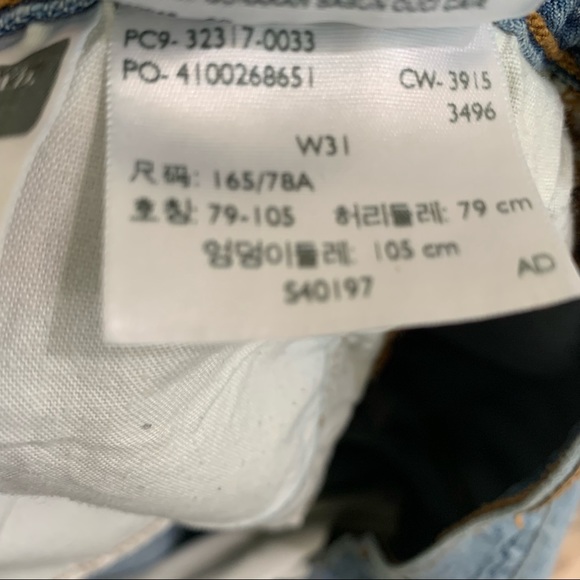 PC9-32317-0033
PO-4100268651 CW-3915
3496
W31
尺码: 165/78A
호칭: 79-105 허리둘레: 79 cm
엉덩이둘레: 105 cm
S40197 AD